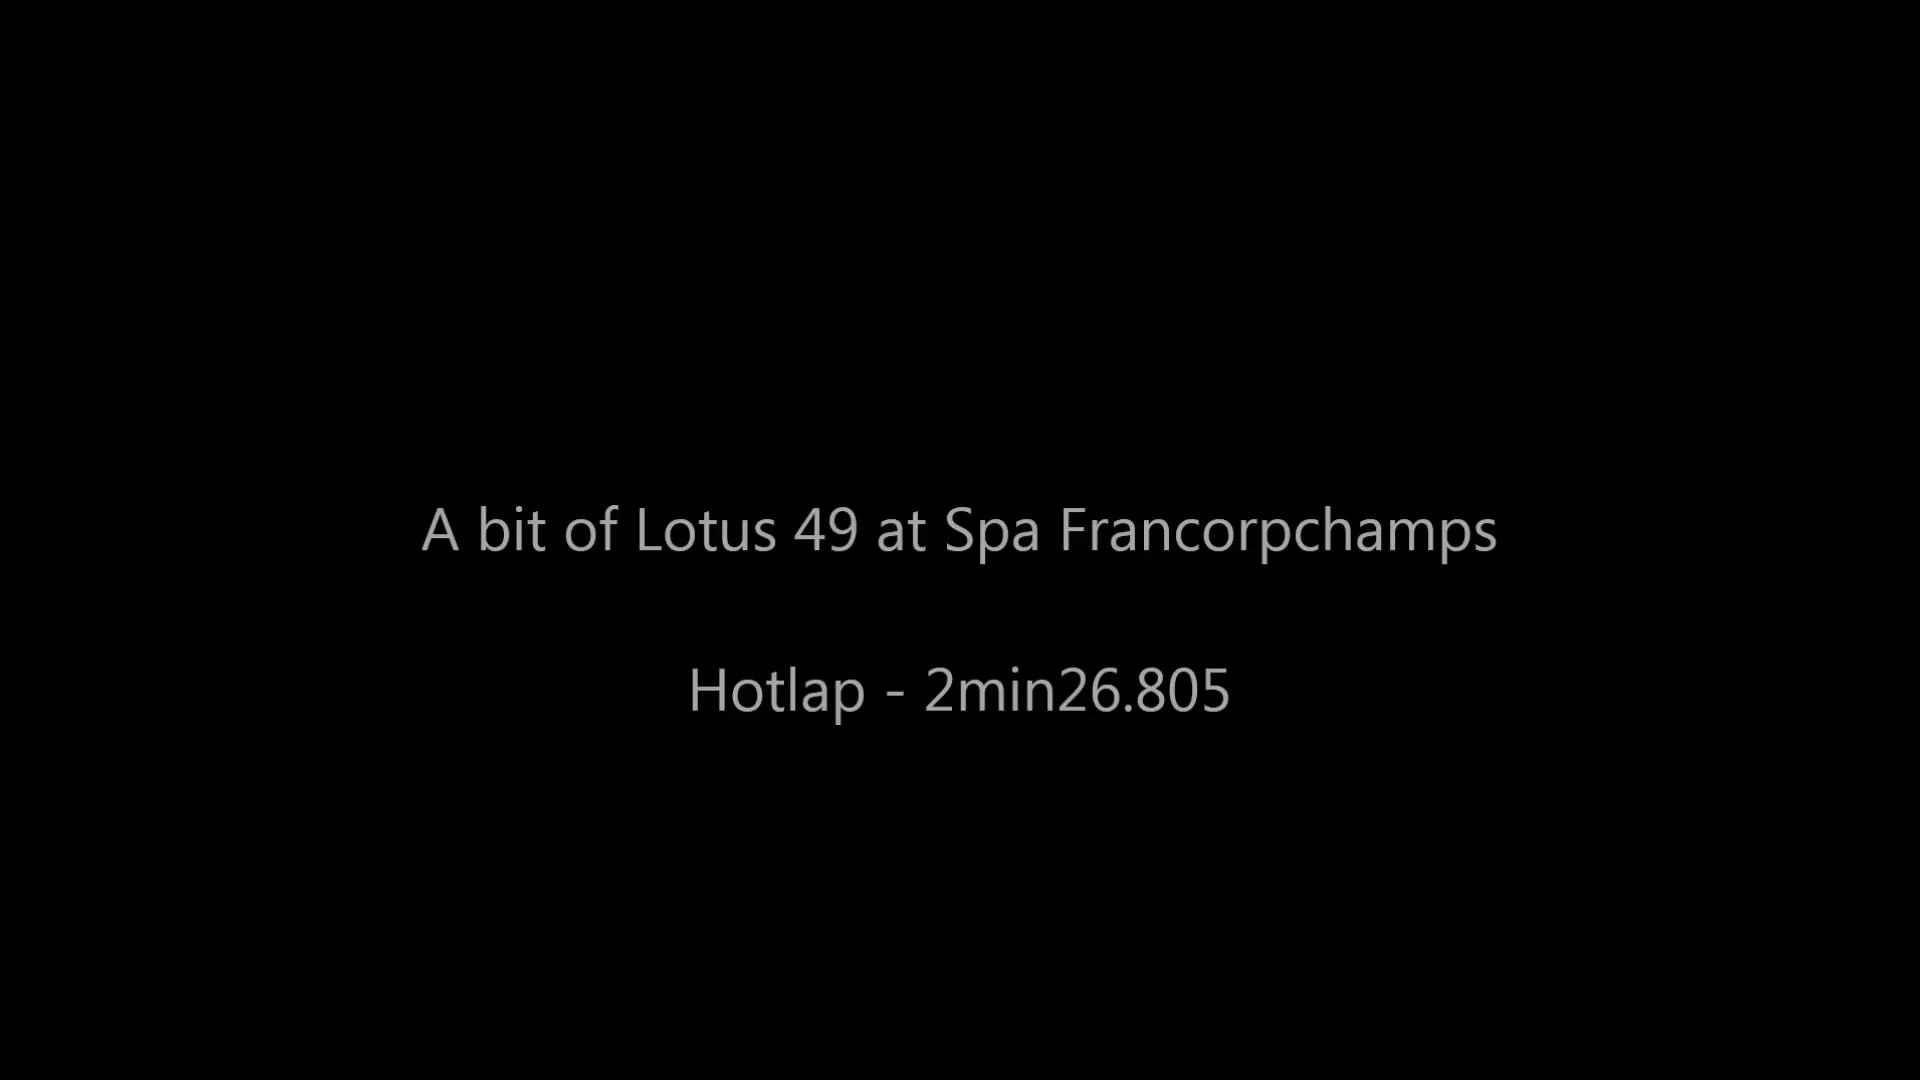 A bit of Lotus 49 at Spa Francorpchamps
Hotlap - 2min26.805